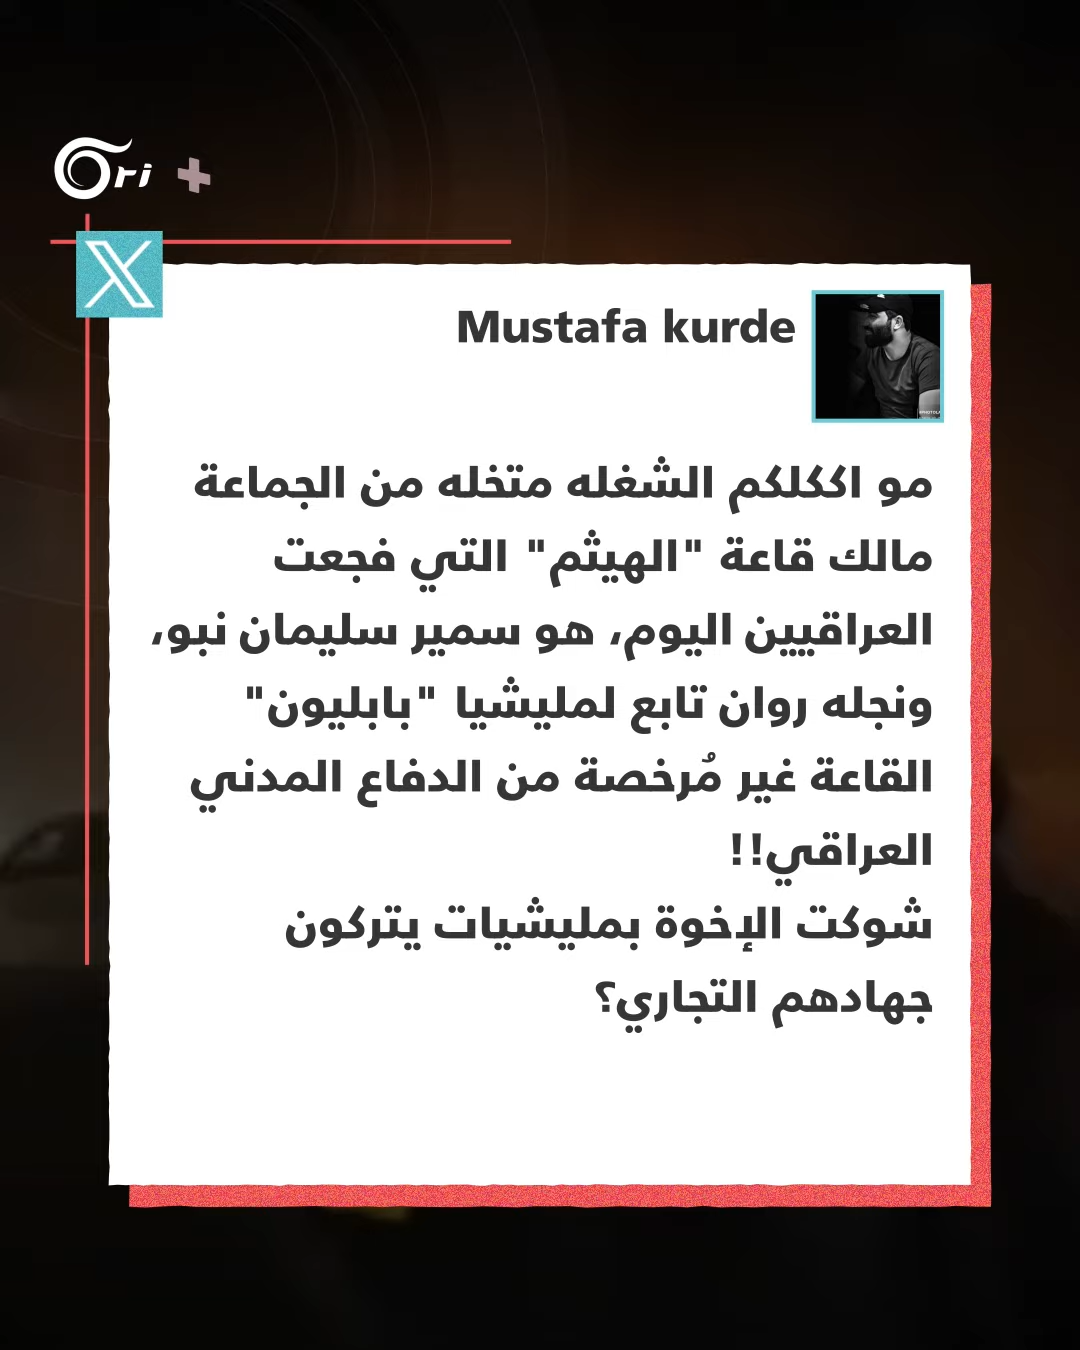 Ori +
X
Mustafa kurde
مو اككلكم الشغله متخله من الجماعة
مالك قاعة "الهيثم" التي فجعت
العراقيين اليوم، هو سمير سليمان نبو،
ونجله روان تابع لمليشيا "بابليون"
القاعة غير مُرخصة من الدفاع المدني
العراقي!!
شوكت الإخوة بمليشيات يتركون
جهادهم التجاري؟